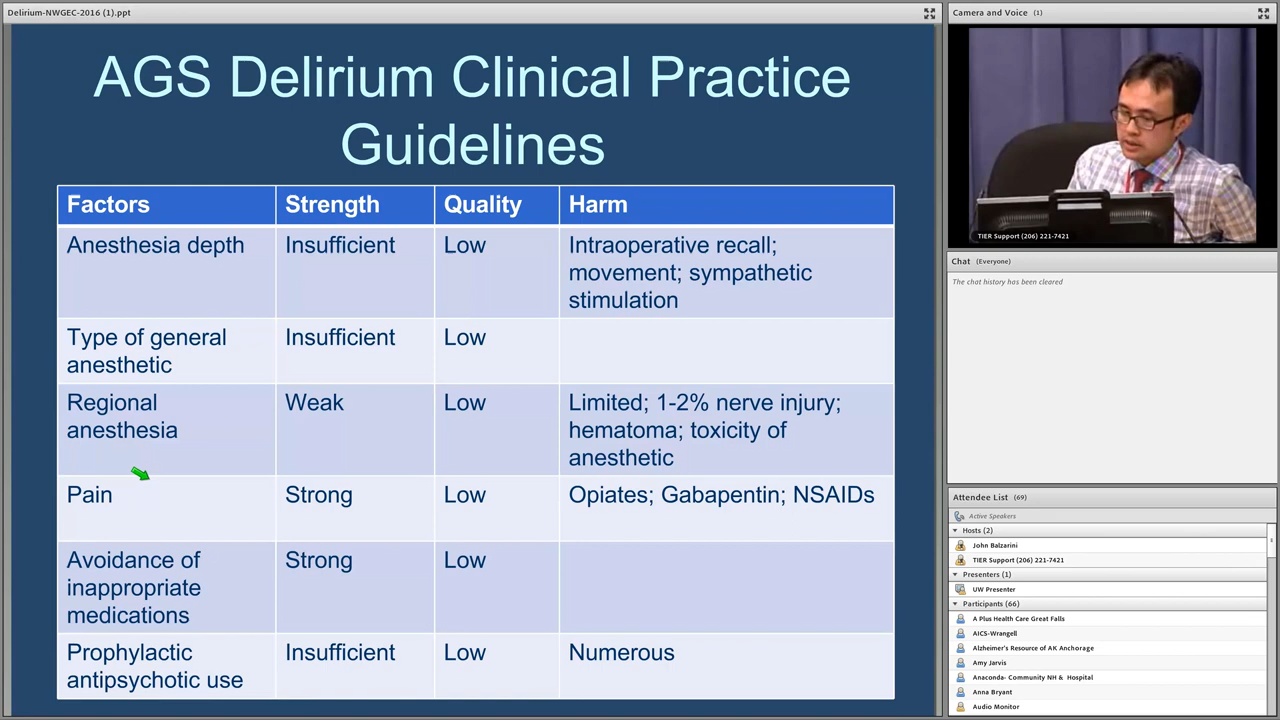 Delirium-NWGEC-2016 (1).ppt
AGS Delirium Clinical Practice
Guidelines
Factors Strength Quality Harm
Anesthesia depth Insufficient Low Intraoperative recall;
movement; sympathetic
stimulation
Type of general Insufficient Low
anesthetic
Regional Weak Low Limited; 1-2% nerve injury;
anesthesia hematoma; toxicity of
anesthetic
Pain Strong Low Opiates; Gabapentin; NSAIDs
Avoidance of Strong Low
inappropriate
medications
Prophylactic Insufficient Low Numerous
antipsychotic use
Camera and Voice (1)
TIER Support (206) 221-7421
Chat (Everyone)
The chat history has been cleared
Attendee List (69)
Active Speakers
Hosts (2)
John Balzarini
TIER Support (206) 221-7421
Presenters (1)
UW Presenter
Participants (66)
A Plus Health Care Great Falls
AICS-Wrangell
Alzheimer's Resource of AK Anchorage
Amy Jarvis
Anaconda- Community NH & Hospital
Anna Bryant
Audio Monitor